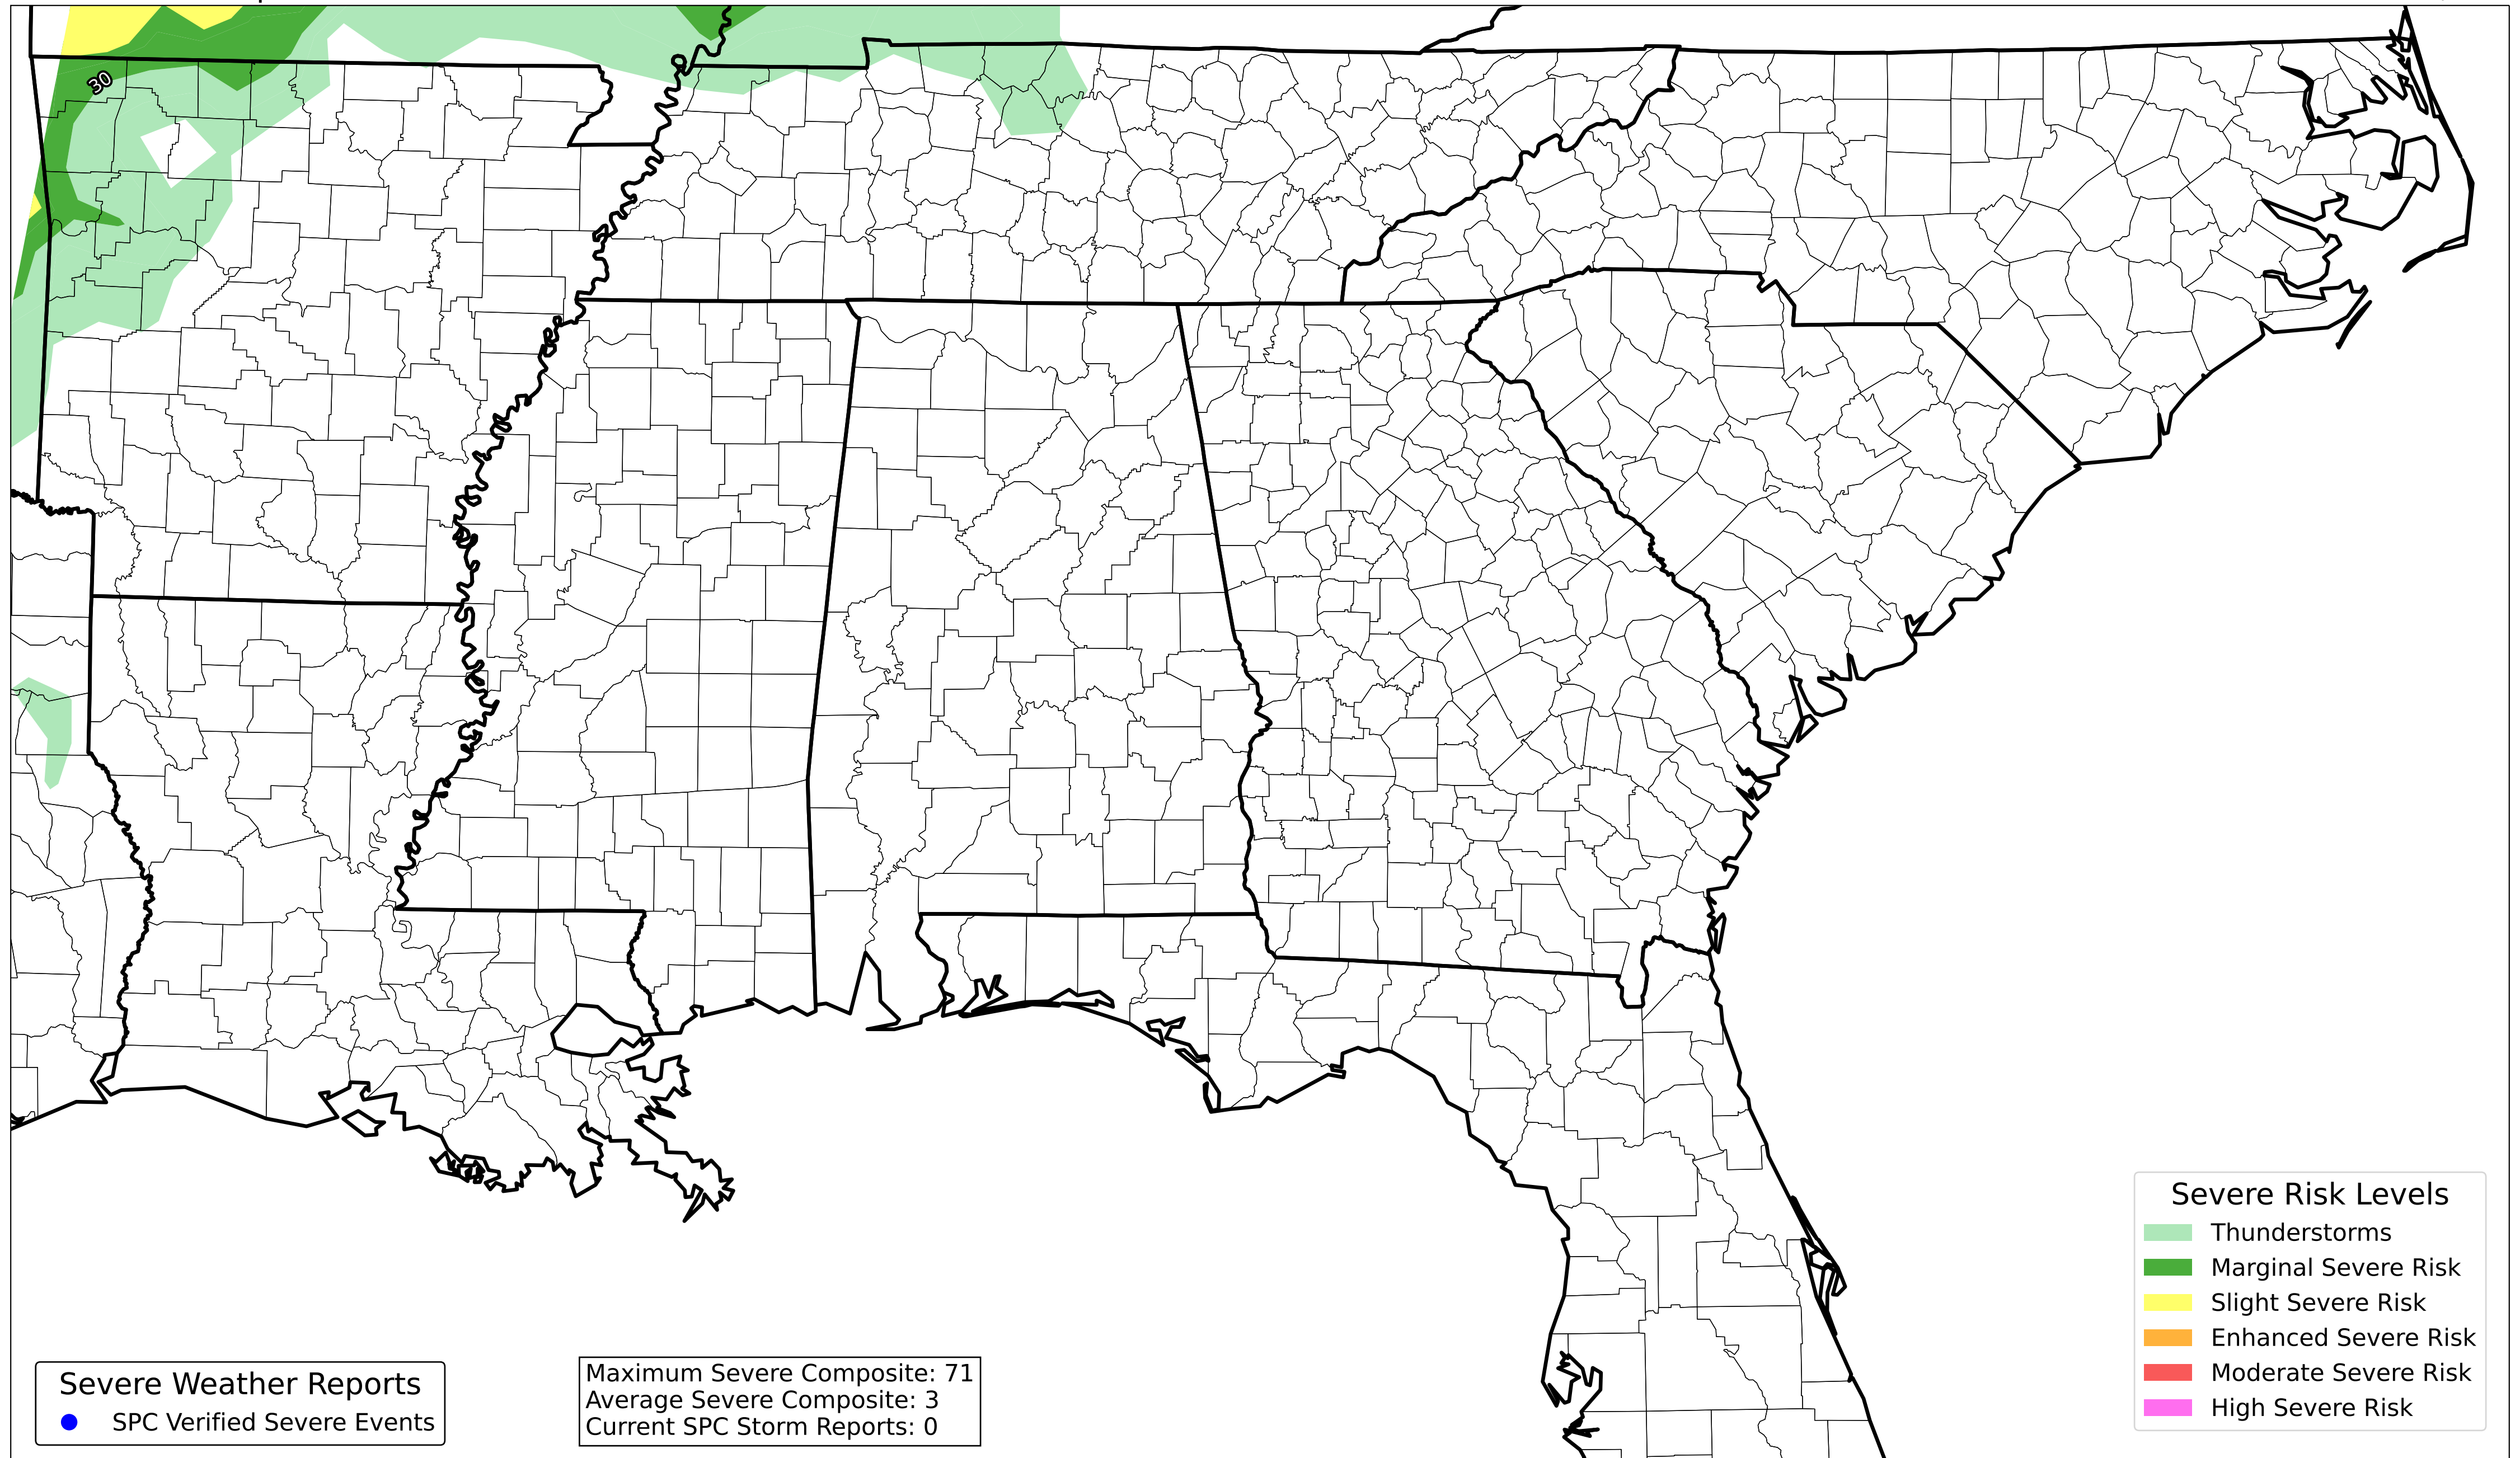 30
Severe Risk Levels
Thunderstorms
Marginal Severe Risk
Slight Severe Risk
Enhanced Severe Risk
Moderate Severe Risk
High Severe Risk
Severe Weather Reports
SPC Verified Severe Events
Maximum Severe Composite: 71
Average Severe Composite: 3
Current SPC Storm Reports: 0